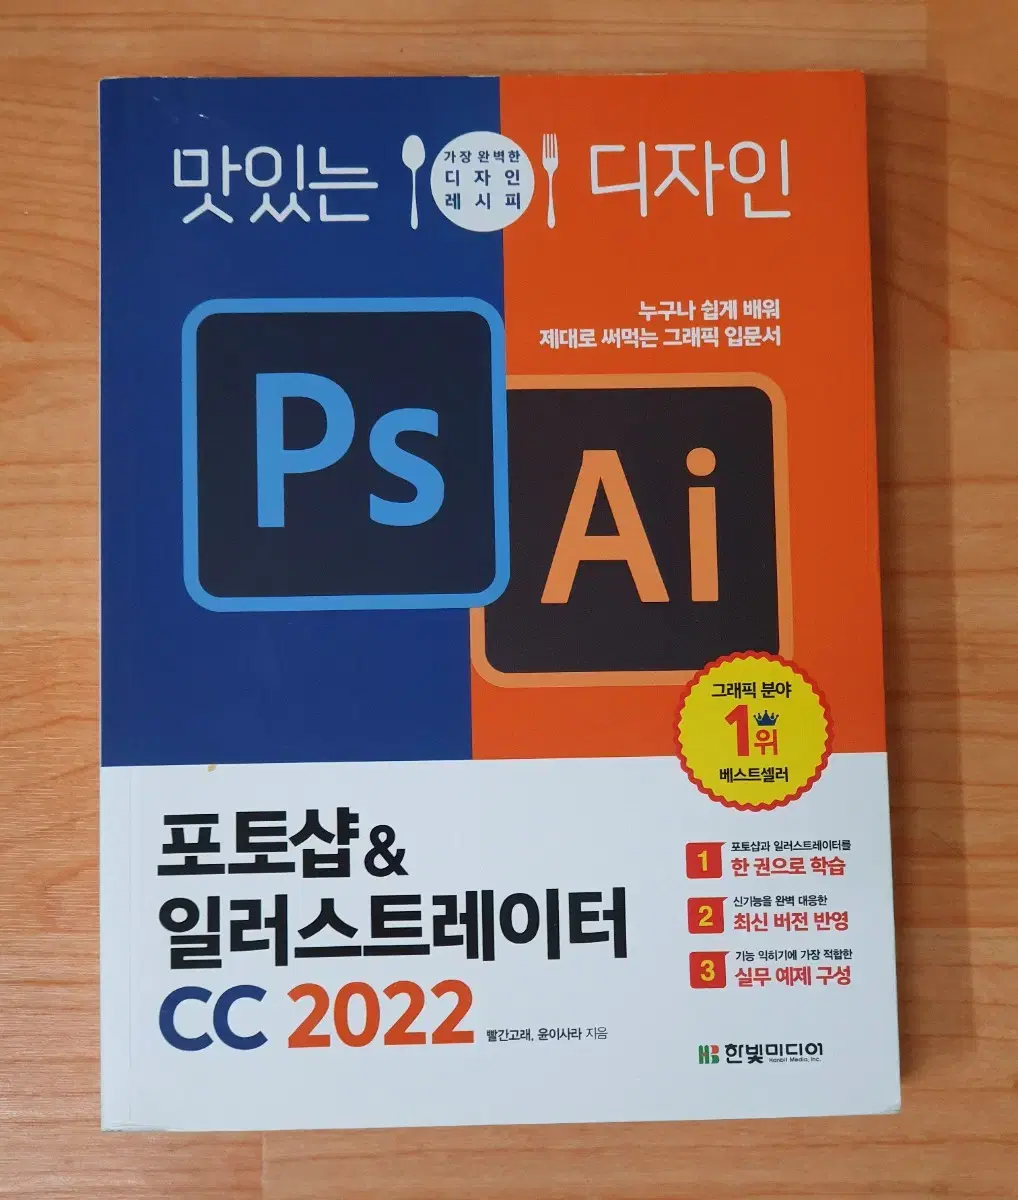 맛있는 디자인
가장 완벽한
디자인
레시피
누구나 쉽게 배워
제대로 써먹는 그래픽 입문서
Ps
Ai
그래픽 분야
1위
베스트셀러
포토샵&
일러스트레이터
CC 2022
빨간고래, 윤이사라 지음
1 포토샵과 일러스트레이터를
한 권으로 학습
2 신기능을 완벽 대응한
최신 버전 반영
3 기능 익히기에 가장 적합한
실무 예제 구성
HB 한빛미디어
Hanbit Media, Inc.